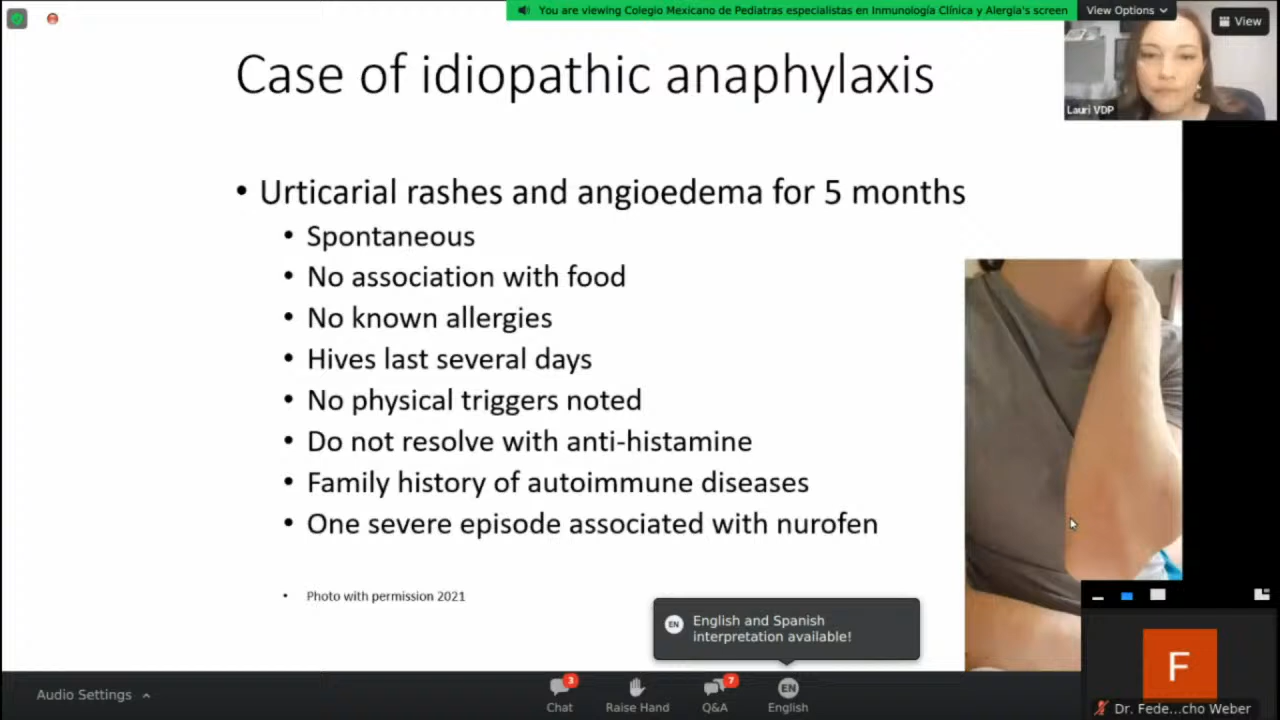 You are viewing Colegio Mexicano de Pediatras especialistas en Inmunología Clínica y Alergia's screen
View Options
View
Lauri VDP
Case of idiopathic anaphylaxis
• Urticarial rashes and angioedema for 5 months
• Spontaneous
• No association with food
• No known allergies
• Hives last several days
• No physical triggers noted
• Do not resolve with anti-histamine
• Family history of autoimmune diseases
• One severe episode associated with nurofen
• Photo with permission 2021
EN
English and Spanish
interpretation available!
F
Dr. Fede...cho Weber
Audio Settings
3
Chat
Raise Hand
7
Q&A
EN
English